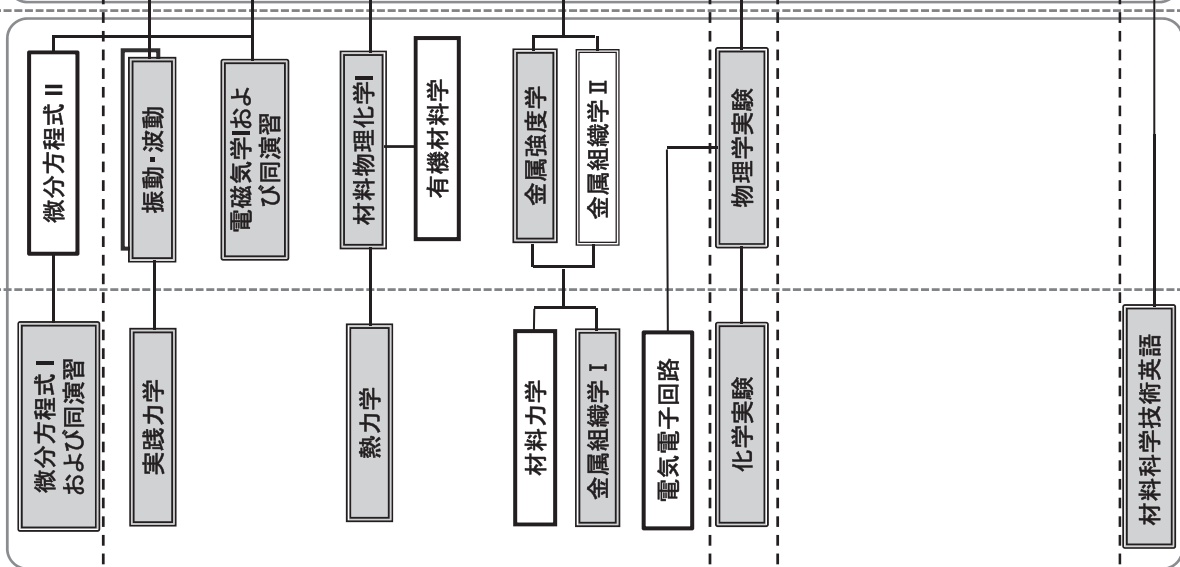 微分方程式 II
振動・波動
電磁気学Iおよ
び同演習
材料物理化学I
有機材料学
金属強度学
金属組織学 II
物理学実験
微分方程式 I
および同演習
実践力学
熱力学
材料力学
金属組織学 I
電気電子回路
化学実験
材料科学技術英語